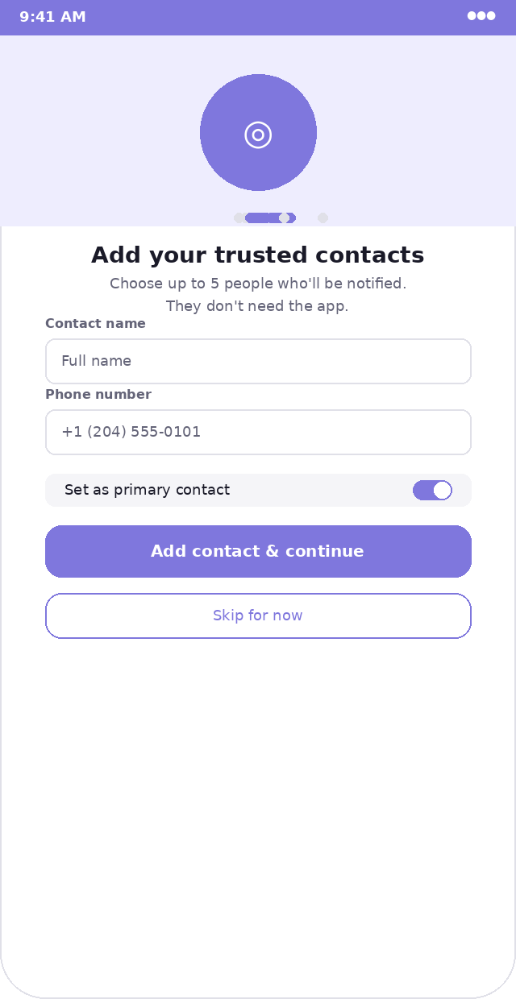 9:41 AM
Add your trusted contacts
Choose up to 5 people who'll be notified.
They don't need the app.
Contact name
Full name
Phone number
+1 (204) 555-0101
Set as primary contact
Add contact & continue
Skip for now